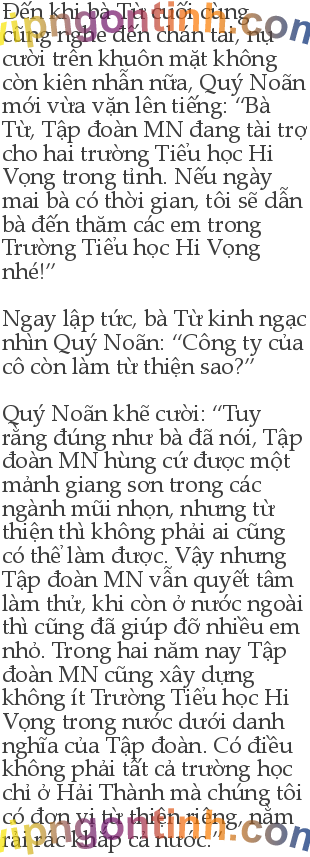 Đến khi bà Từ cuối cùng
cũng nghe đến chán tai, nụ
cười trên khuôn mặt không
còn kiên nhẫn nữa, Quý Noãn
mới vừa vặn lên tiếng: “Bà
Từ, Tập đoàn MN đang tài trợ
cho hai trường Tiểu học Hi
Vọng trong tỉnh. Nếu ngày
mai bà có thời gian, tôi sẽ dẫn
bà đến thăm các em trong
Trường Tiểu học Hi Vọng
nhé!”
Ngay lập tức, bà Từ kinh ngạc
nhìn Quý Noãn: “Công ty của
cô còn làm từ thiện sao?”
Quý Noãn khẽ cười: “Tuy
rằng đúng như bà đã nói, Tập
đoàn MN hùng cứ được một
mảnh giang sơn trong các
ngành mũi nhọn, nhưng từ
thiện thì không phải ai cũng
có thể làm được. Vậy nhưng
Tập đoàn MN vẫn quyết tâm
làm thử, khi còn ở nước ngoài
thì cũng đã giúp đỡ nhiều em
nhỏ. Trong hai năm nay Tập
đoàn MN cũng xây dựng
không ít Trường Tiểu học Hi
Vọng trong nước dưới danh
nghĩa của Tập đoàn. Có điều
không phải tất cả trường học
chỉ ở Hải Thành mà chúng tôi
có đơn vị từ thiện riêng, nằm
rải rác khắp cả nước.”
vipngontinh.com
vipngontinh.com